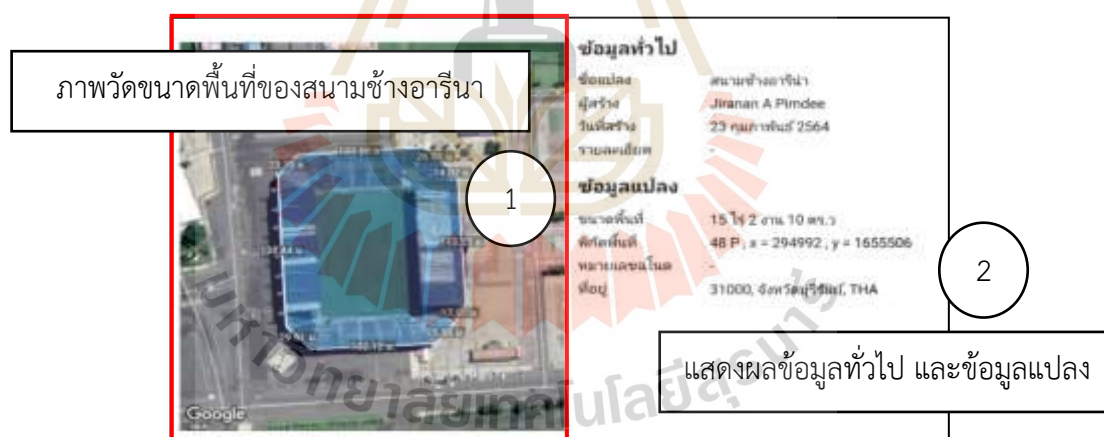 ภาพวัดขนาดพื้นที่ของสนามช้างอารีนา
1
Google
ข้อมูลทั่วไป
ชื่อแปลง สนามช้างอารีน่า
ผู้สร้าง Jiranan A Pimdee
วันที่สร้าง 23 กุมภาพันธ์ 2564
รายละเอียด -
ข้อมูลแปลง
ขนาดพื้นที่ 15 ไร่ 2 งาน 10 ตร.ว
พิกัดพื้นที่ 48 P , x = 294992 , y = 1655506
หมายเลขโฉนด -
ที่อยู่ 31000, จังหวัดบุรีรัมย์, THA
2
แสดงผลข้อมูลทั่วไป และข้อมูลแปลง